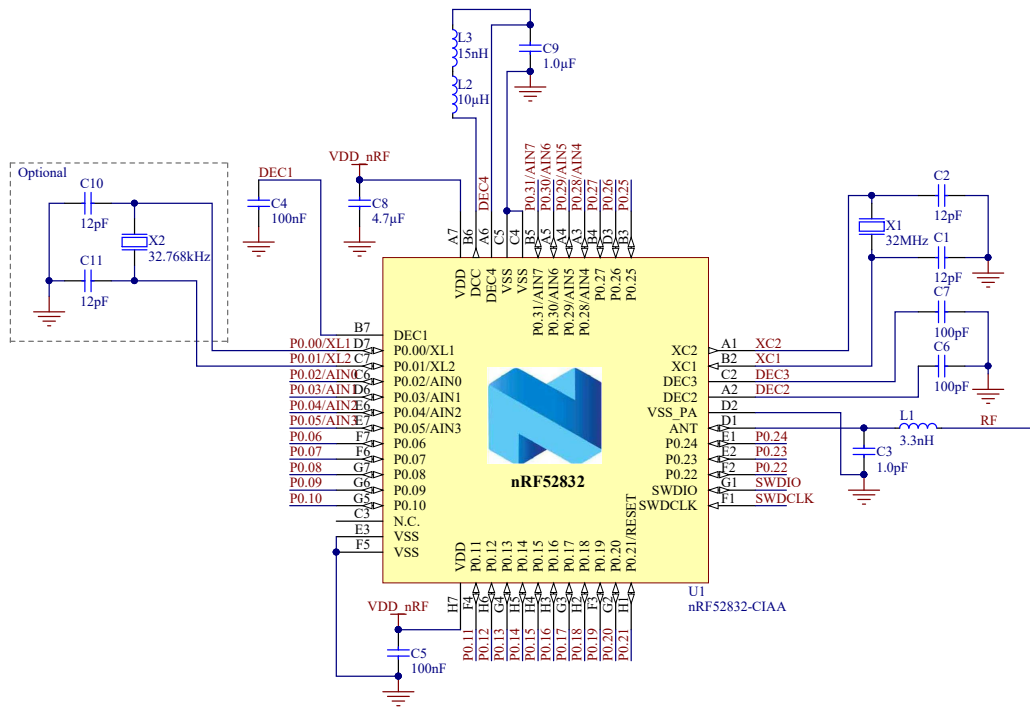 L3
15nH
L2
10µH
C9
1.0µF
Optional
C10
12pF
X2
32.768kHz
C11
12pF
DEC1
C4
100nF
VDD_nRF
C8
4.7µF
DEC4
P0.31/AIN7
P0.30/AIN6
P0.29/AIN5
P0.28/AIN4
P0.27
P0.26
P0.25
A7
B6
A6
C5
C4
B5
A5
A4
A3
B4
D3
B3
VDD
DCC
DEC4
VSS
VSS
P0.31/AIN7
P0.30/AIN6
P0.29/AIN5
P0.28/AIN4
P0.27
P0.26
P0.25
C2
12pF
X1
32MHz
C1
12pF
C7
100pF
C6
100pF
B7 DEC1
P0.00/XL1 D7 P0.00/XL1
P0.01/XL2 C7 P0.01/XL2
P0.02/AIN0 C6 P0.02/AIN0
P0.03/AIN1 D6 P0.03/AIN1
P0.04/AIN2 E6 P0.04/AIN2
P0.05/AIN3 E7 P0.05/AIN3
P0.06 F7 P0.06
P0.07 F6 P0.07
P0.08 G7 P0.08
P0.09 G6 P0.09
P0.10 G5 P0.10
C3 N.C.
E3 VSS
F5 VSS
nRF52832
XC2 A1 XC2
XC1 B2 XC1
DEC3 C2 DEC3
DEC2 A2 DEC2
VSS_PA D2
ANT D1
P0.24 E1 P0.24
P0.23 E2 P0.23
P0.22 F2 P0.22
SWDIO G1 SWDIO
SWDCLK F1 SWDCLK
L1
3.3nH
RF
C3
1.0pF
VDD
P0.11
P0.12
P0.13
P0.14
P0.15
P0.16
P0.17
P0.18
P0.19
P0.20
P0.21/RESET
H7
F4
H6
G4
H5
H4
H3
G3
H2
F3
G2
H1
P0.11
P0.12
P0.13
P0.14
P0.15
P0.16
P0.17
P0.18
P0.19
P0.20
P0.21
U1
nRF52832-CIAA
VDD_nRF
C5
100nF